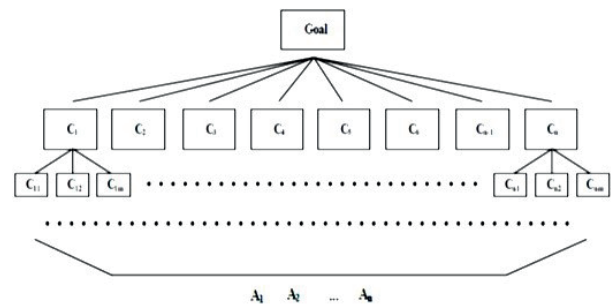 Goal
C₁ C₂ C₃ C₄ C₅ C₆ Cₙ₋₁ Cₙ
C₁₁ C₁₂ C₁ₘ Cₙ₁ Cₙ₂ Cₙₘ
A₁ A₂ ... Aₙ